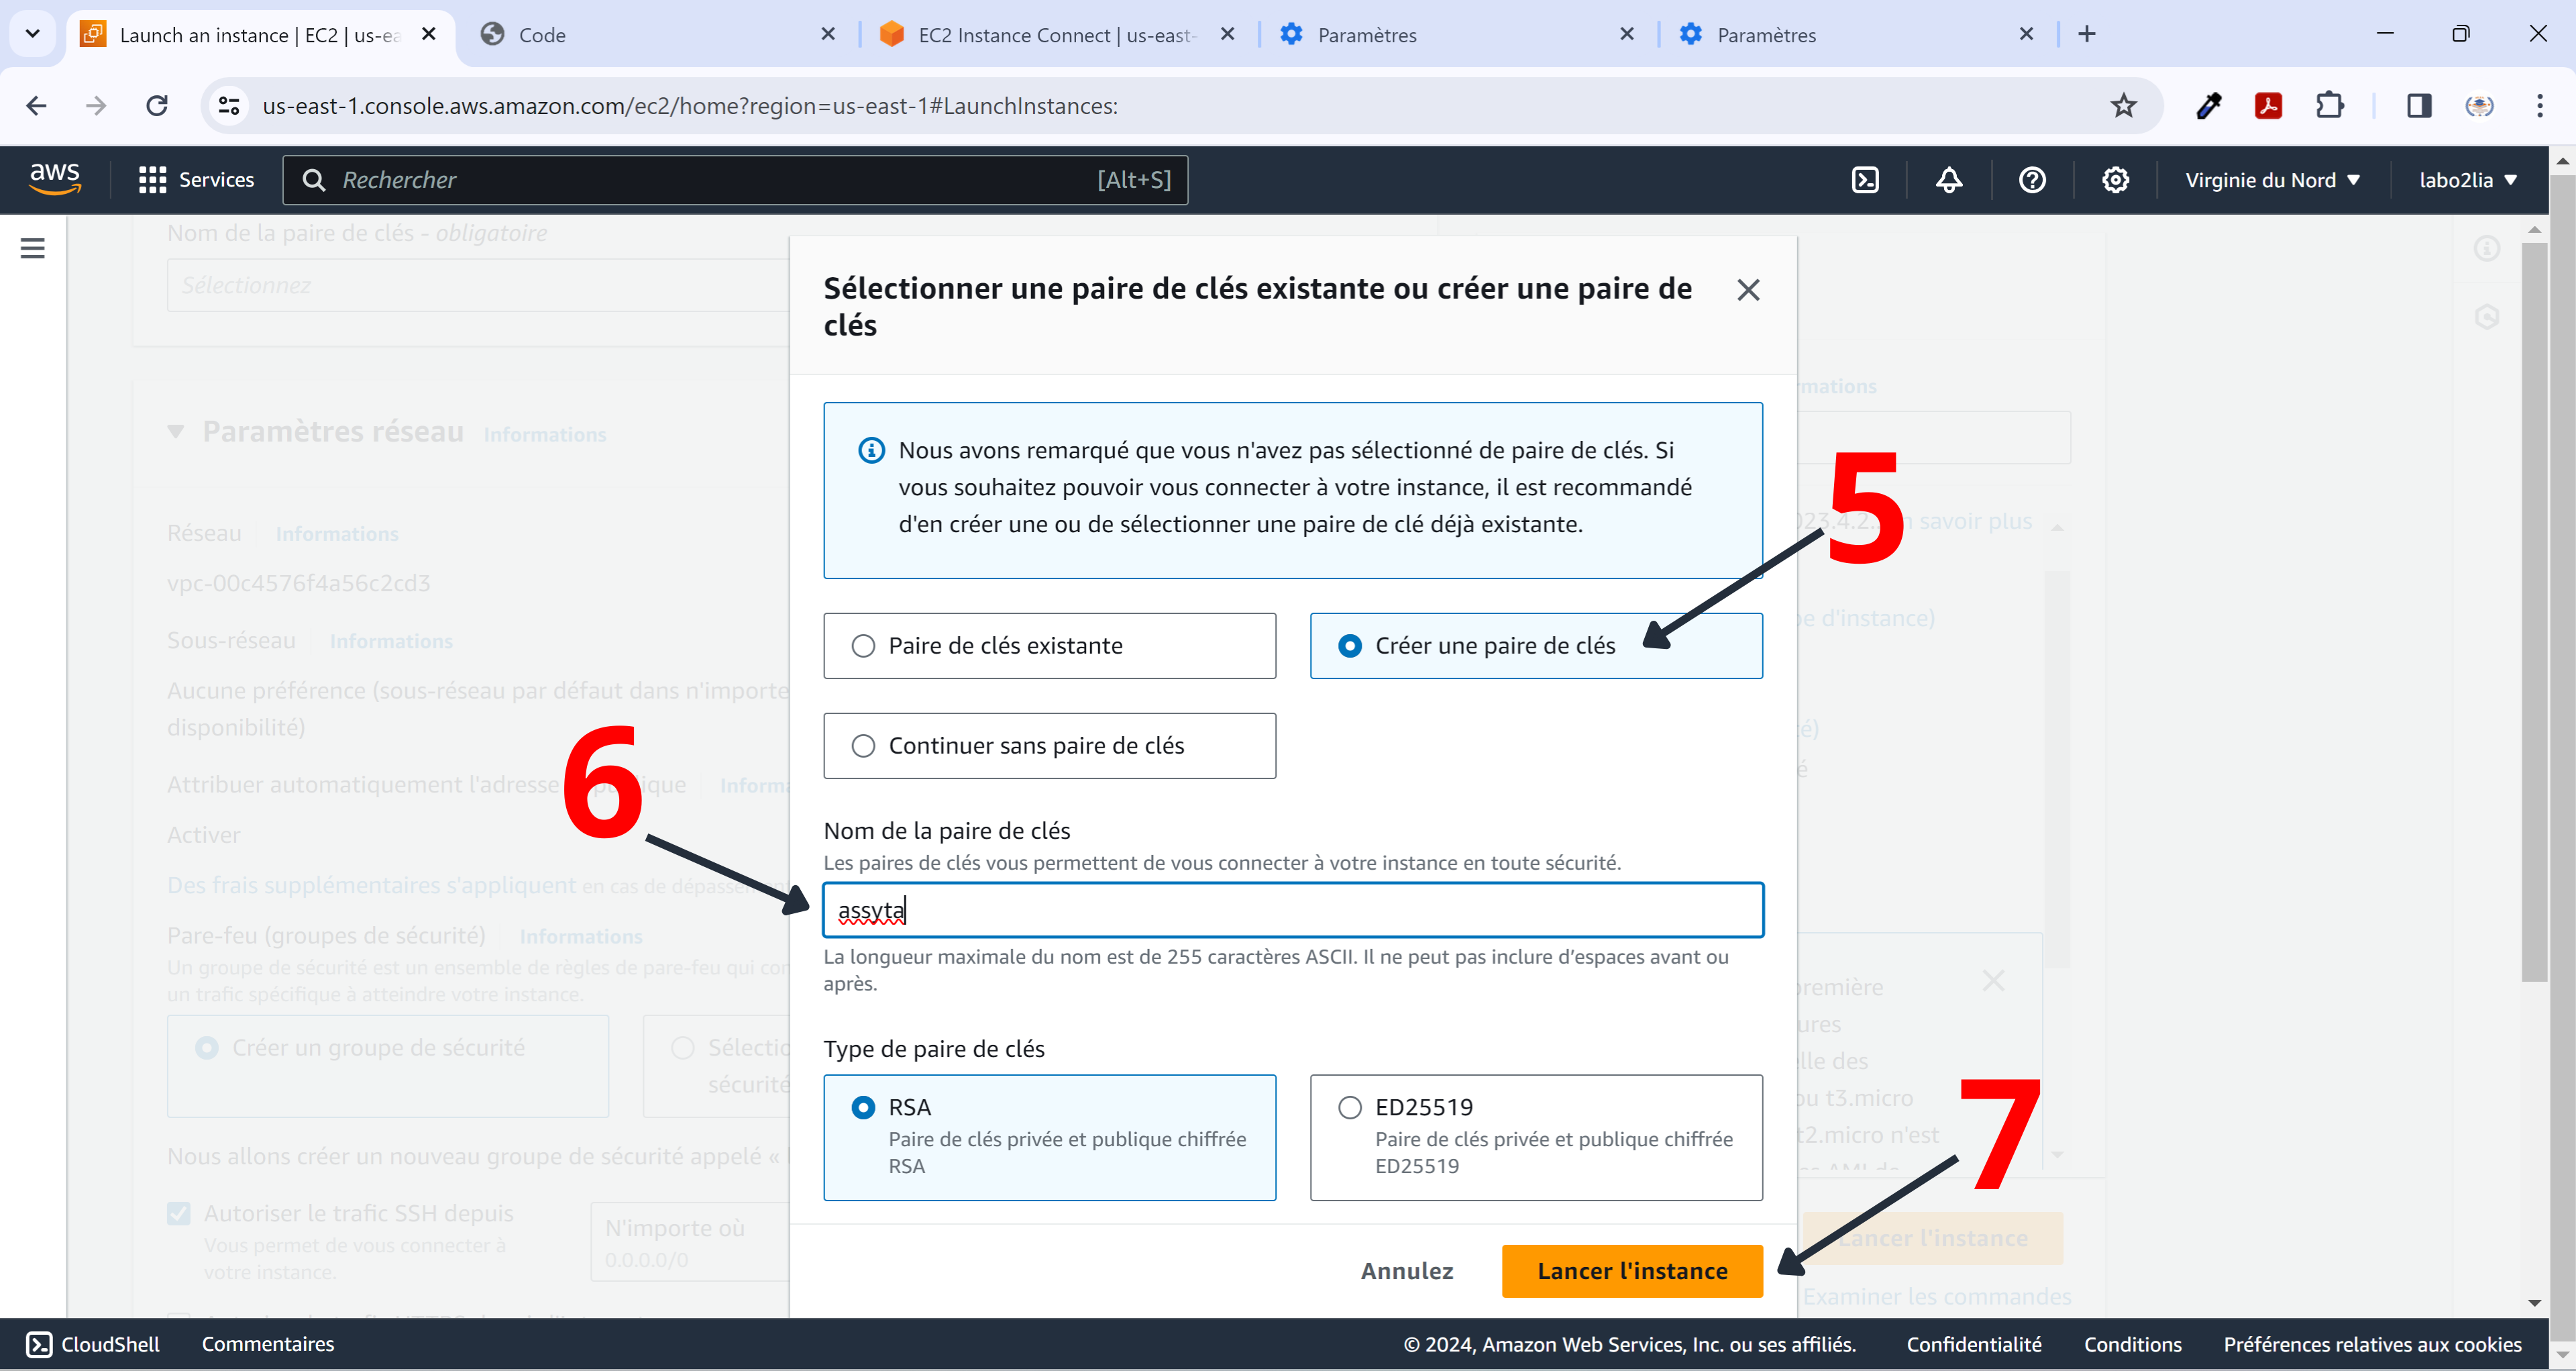 Launch an instance | EC2 | us-ea
Code
EC2 Instance Connect | us-east-
Paramètres
Paramètres
us-east-1.console.aws.amazon.com/ec2/home?region=us-east-1#LaunchInstances:
aws
Services
Rechercher
[Alt+S]
Virginie du Nord
labo2lia
Nom de la paire de clés - obligatoire
Sélectionnez
Paramètres réseau Informations
Réseau Informations
vpc-00c4576f4a56c2cd3
Sous-réseau Informations
Aucune préférence (sous-réseau par défaut dans n'importe
disponibilité)
Attribuer automatiquement l'adresse
Activer
Des frais supplémentaires s'appliquent en cas de
Pare-feu (groupes de sécurité) Informations
Un groupe de sécurité est un ensemble de règles de pare-feu qui
un trafic spécifique à atteindre votre instance.
Créer un groupe de sécurité
sécurité
Nous allons créer un nouveau groupe de sécurité appelé «
Autoriser le trafic SSH depuis
Vous permet de vous connecter à
votre instance.
N'importe où
0.0.0.0/0
Sélectionner une paire de clés existante ou créer une paire de
clés
Nous avons remarqué que vous n'avez pas sélectionné de paire de clés. Si
vous souhaitez pouvoir vous connecter à votre instance, il est recommandé
d'en créer une ou de sélectionner une paire de clé déjà existante.
5
Paire de clés existante
Créer une paire de clés
Continuer sans paire de clés
6
Nom de la paire de clés
Les paires de clés vous permettent de vous connecter à votre instance en toute sécurité.
assyta
La longueur maximale du nom est de 255 caractères ASCII. Il ne peut pas inclure d’espaces avant ou
après.
Type de paire de clés
RSA
Paire de clés privée et publique chiffrée
RSA
ED25519
Paire de clés privée et publique chiffrée
ED25519
7
Annulez
Lancer l'instance
savoir plus
d'instance)
première
des
ou t3.micro
t2.micro n'est
Lancer l'instance
Examiner les commandes
CloudShell
Commentaires
© 2024, Amazon Web Services, Inc. ou ses affiliés.
Confidentialité
Conditions
Préférences relatives aux cookies